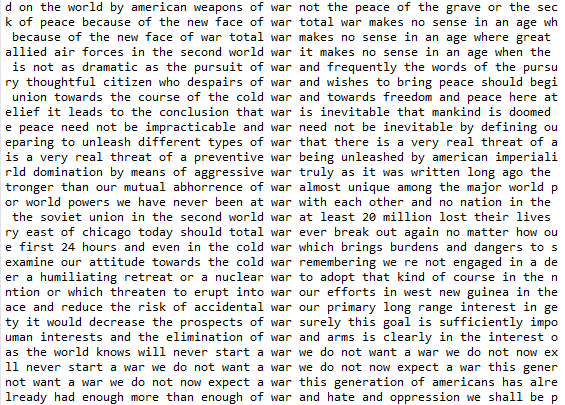 d on the world by american weapons of war not the peace of the grave or the sec
k of peace because of the new face of war total war makes no sense in an age wh
because of the new face of war total war makes no sense in an age where great
allied air forces in the second world war it makes no sense in an age when the
is not as dramatic as the pursuit of war and frequently the words of the pursu
ry thoughtful citizen who despairs of war and wishes to bring peace should begi
union towards the course of the cold war and towards freedom and peace here at
elief it leads to the conclusion that war is inevitable that mankind is doomed
e peace need not be impracticable and war need not be inevitable by defining ou
eparing to unleash different types of war that there is a very real threat of a
is a very real threat of a preventive war being unleashed by american imperiali
rld domination by means of aggressive war truly as it was written long ago the
tronger than our mutual abhorrence of war almost unique among the major world p
or world powers we have never been at war with each other and no nation in the
the soviet union in the second world war at least 20 million lost their lives
ry east of chicago today should total war ever break out again no matter how ou
e first 24 hours and even in the cold war which brings burdens and dangers to s
examine our attitude towards the cold war remembering we re not engaged in a de
er a humiliating retreat or a nuclear war to adopt that kind of course in the n
ntion or which threaten to erupt into war our efforts in west new guinea in the
ace and reduce the risk of accidental war our primary long range interest in ge
ty it would decrease the prospects of war surely this goal is sufficiently impo
uman interests and the elimination of war and arms is clearly in the interest o
as the world knows will never start a war we do not want a war we do not now ex
ll never start a war we do not want a war we do not now expect a war this gener
not want a war we do not now expect a war this generation of americans has alre
lready had enough more than enough of war and hate and oppression we shall be p